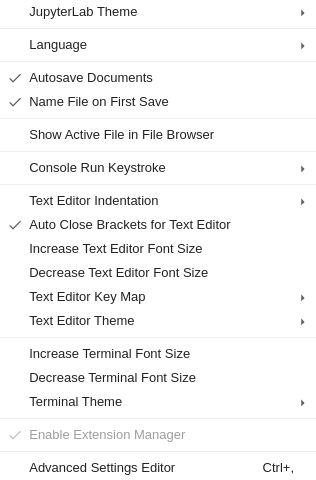 JupyterLab Theme
Language
Autosave Documents
Name File on First Save
Show Active File in File Browser
Console Run Keystroke
Text Editor Indentation
Auto Close Brackets for Text Editor
Increase Text Editor Font Size
Decrease Text Editor Font Size
Text Editor Key Map
Text Editor Theme
Increase Terminal Font Size
Decrease Terminal Font Size
Terminal Theme
Enable Extension Manager
Advanced Settings Editor Ctrl+,